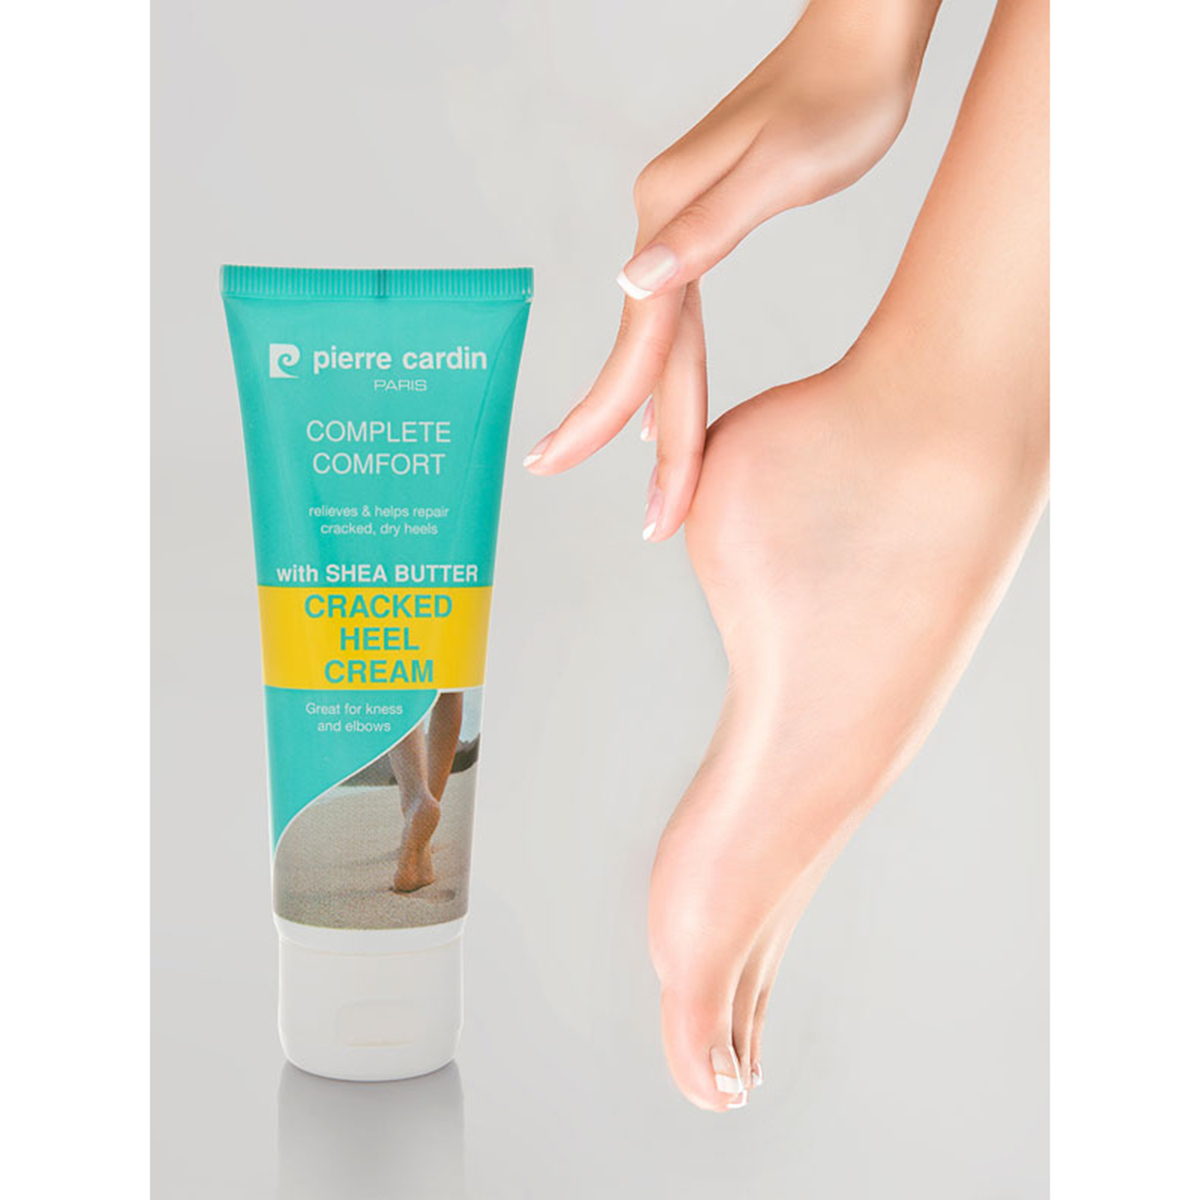 pierre cardin
PARIS
COMPLETE
COMFORT
relieves & helps repair
cracked, dry heels
with SHEA BUTTER
CRACKED
HEEL
CREAM
Great for kness
and elbows